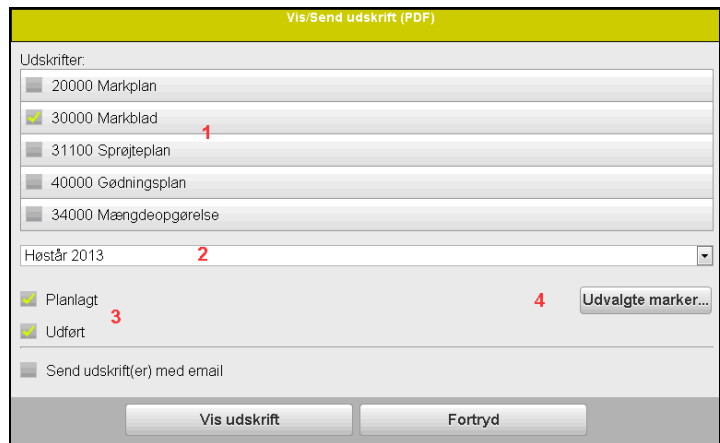 Vis/Send udskrift (PDF)
Udskrifter:
20000 Markplan
30000 Markblad
1
31100 Sprøjteplan
40000 Gødningsplan
34000 Mængdeopgørelse
Høstår 2013 2
Planlagt 4 Udvalgte marker...
3
Udført
Send udskrift(er) med email
Vis udskrift Fortryd